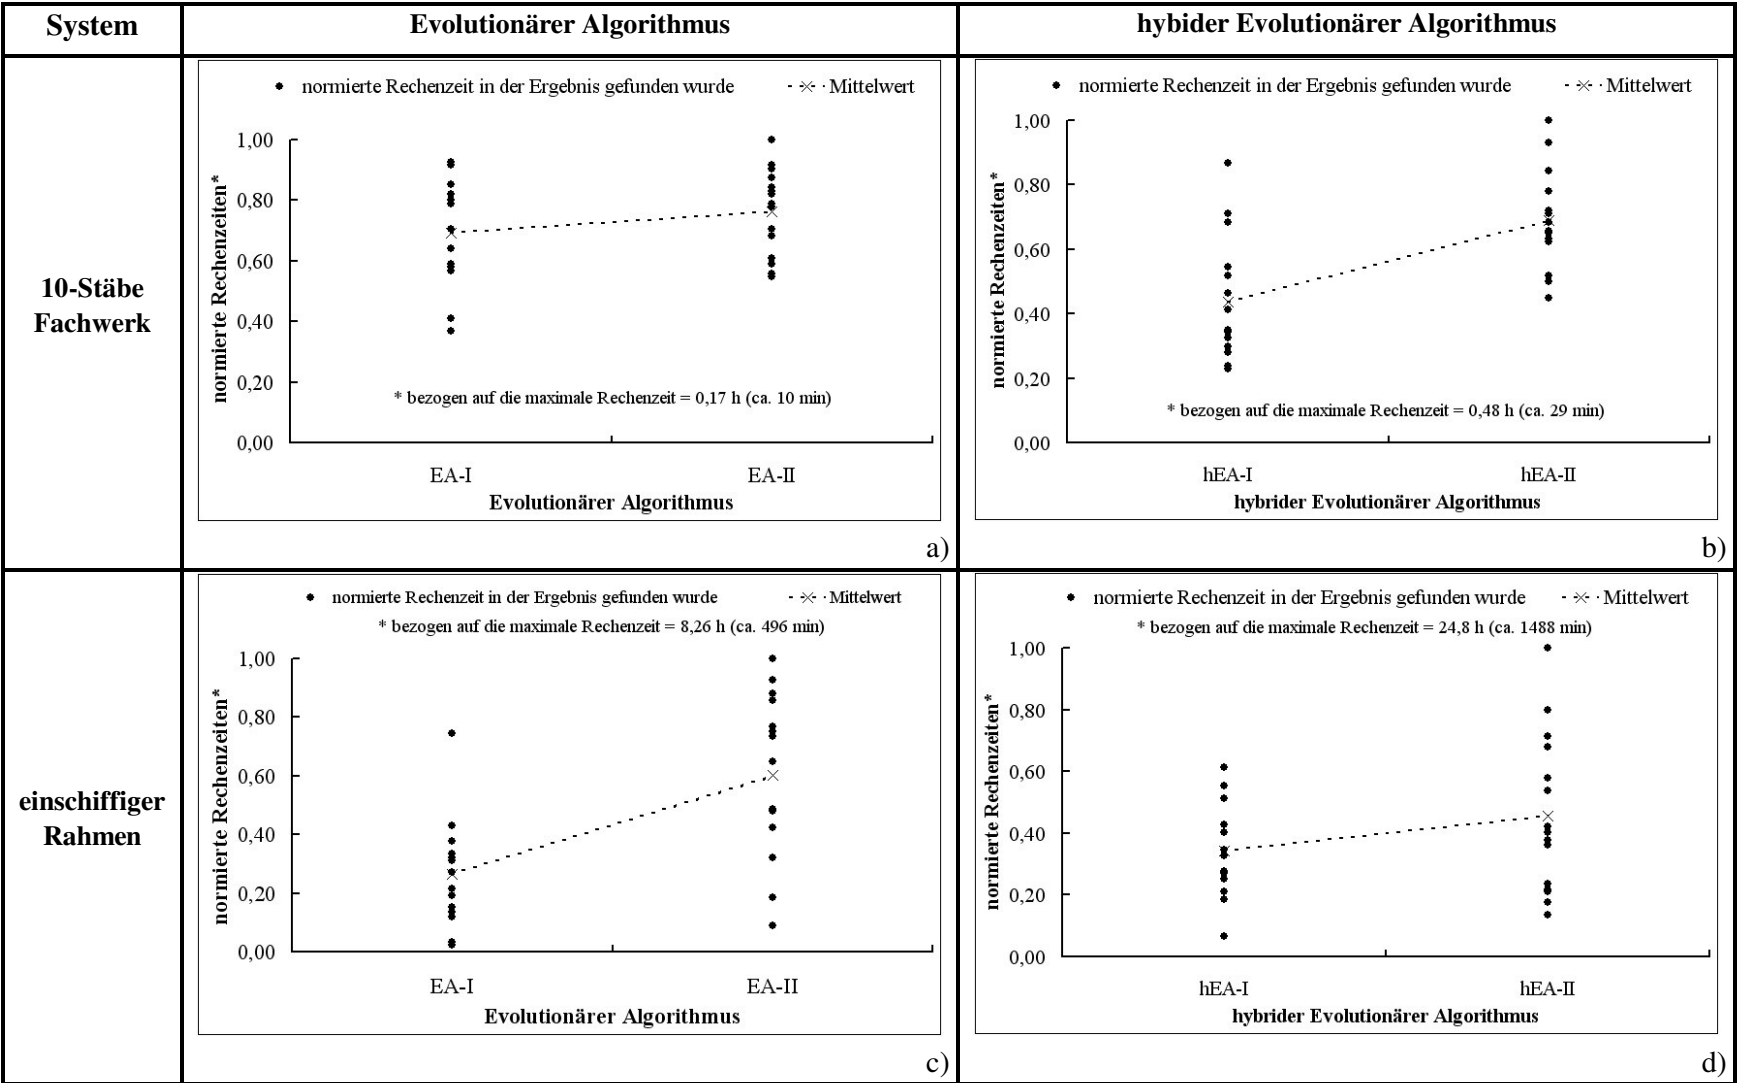 System
Evolutionärer Algorithmus
hybider Evolutionärer Algorithmus
10-Stäbe
Fachwerk
normierte Rechenzeit in der Ergebnis gefunden wurde
Mittelwert
normierte Rechenzeiten*
1,00
0,80
0,60
0,40
0,20
0,00
* bezogen auf die maximale Rechenzeit = 0,17 h (ca. 10 min)
EA-I
EA-II
Evolutionärer Algorithmus
a)
normierte Rechenzeit in der Ergebnis gefunden wurde
Mittelwert
normierte Rechenzeiten*
1,00
0,80
0,60
0,40
0,20
0,00
* bezogen auf die maximale Rechenzeit = 0,48 h (ca. 29 min)
hEA-I
hEA-II
hybrider Evolutionärer Algorithmus
b)
einschiffiger
Rahmen
normierte Rechenzeit in der Ergebnis gefunden wurde
Mittelwert
* bezogen auf die maximale Rechenzeit = 8,26 h (ca. 496 min)
normierte Rechenzeiten*
1,00
0,80
0,60
0,40
0,20
0,00
EA-I
EA-II
Evolutionärer Algorithmus
c)
normierte Rechenzeit in der Ergebnis gefunden wurde
Mittelwert
* bezogen auf die maximale Rechenzeit = 24,8 h (ca. 1488 min)
normierte Rechenzeiten*
1,00
0,80
0,60
0,40
0,20
0,00
hEA-I
hEA-II
hybrider Evolutionärer Algorithmus
d)